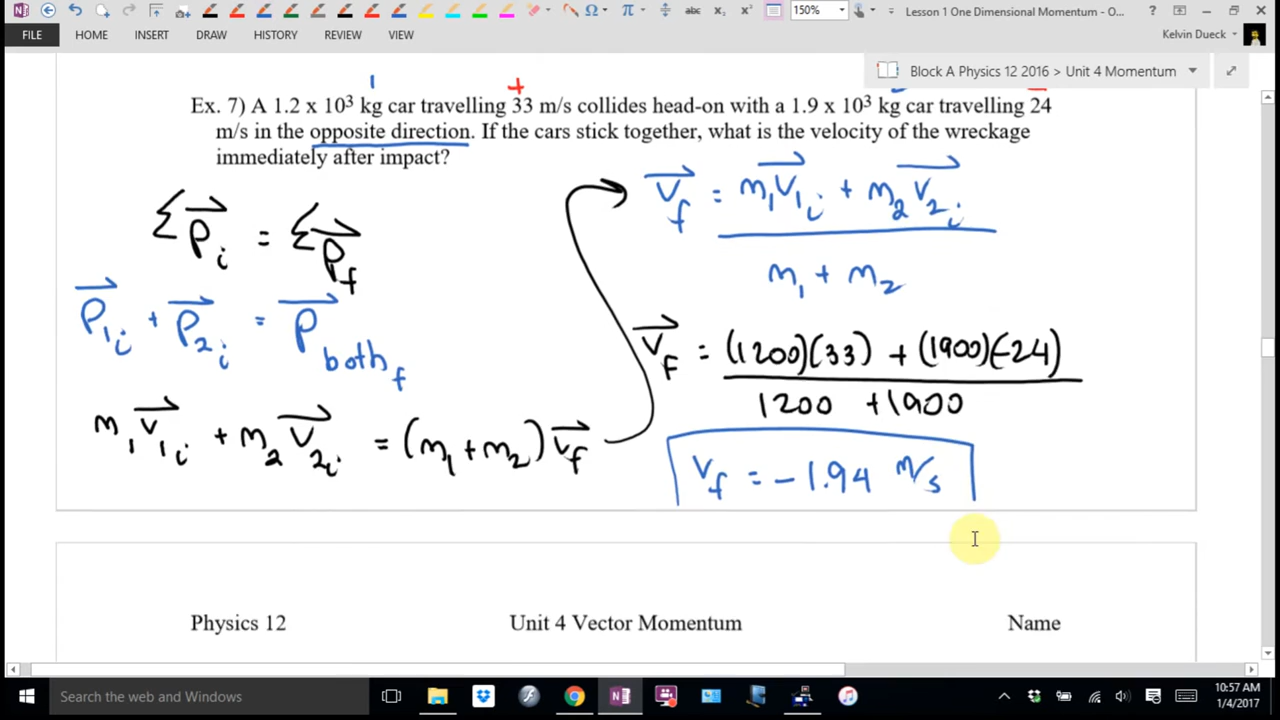 150%
Lesson 1 One Dimensional Momentum - O...
FILE HOME INSERT DRAW HISTORY REVIEW VIEW
Kelvin Dueck
Block A Physics 12 2016 > Unit 4 Momentum
1 +
Ex. 7) A 1.2 x 10³ kg car travelling 33 m/s collides head-on with a 1.9 x 10³ kg car travelling 24
m/s in the opposite direction. If the cars stick together, what is the velocity of the wreckage
immediately after impact?
Σp⃗i = Σp⃗f
p⃗1i + p⃗2i = p⃗both f
m1v⃗1i + m2v⃗2i = (m1 + m2)v⃗f
v⃗f = m1v⃗1i + m2v⃗2i
m1 + m2
v⃗f = (1200)(33) + (1900)(-24)
1200 + 1900
vf = -1.94 m/s
Physics 12 Unit 4 Vector Momentum Name
Search the web and Windows
10:57 AM
1/4/2017